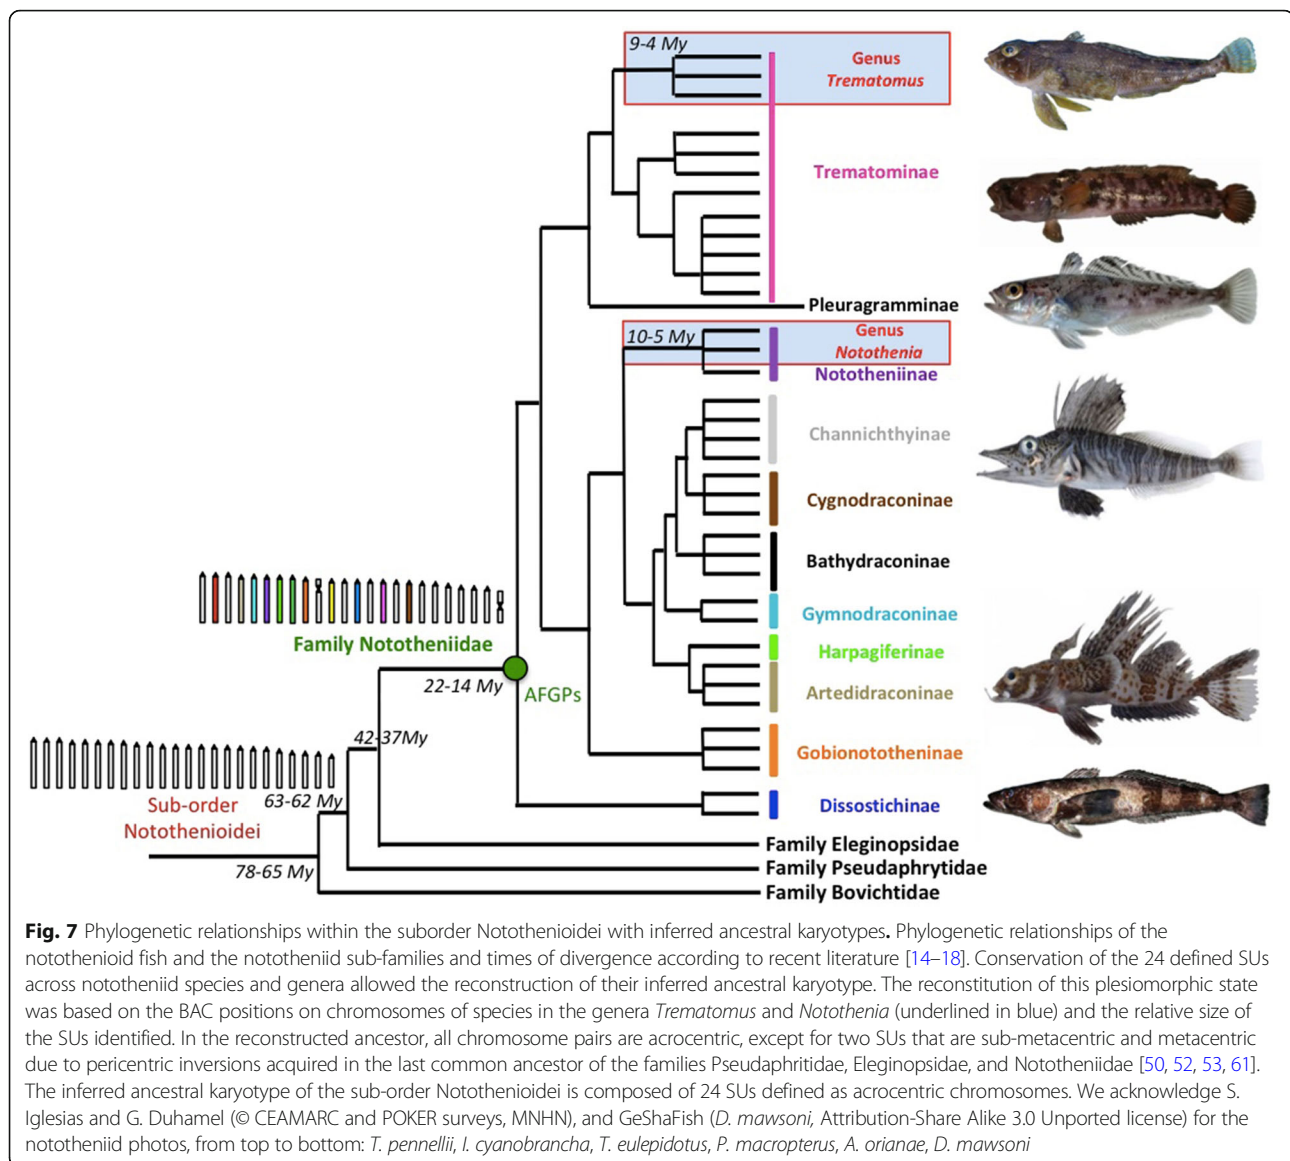 9-4 My
Genus
Trematomus
Trematominae
Pleuragramminae
10-5 My
Genus
Notothenia
Nototheniinae
Channichthyinae
Cygnodraconinae
Bathydraconinae
Gymnodraconinae
Family Nototheniidae
Harpagiferinae
22-14 My
AFGPs
Artedidraconinae
42-37My
Gobionototheninae
63-62 My
Sub-order
Notothenioidei
Dissostichinae
Family Eleginopsidae
78-65 My
Family Pseudaphrytidae
Family Bovichtidae
Fig. 7 Phylogenetic relationships within the suborder Notothenioidei with inferred ancestral karyotypes. Phylogenetic relationships of the
notothenioid fish and the nototheniid sub-families and times of divergence according to recent literature [14–18]. Conservation of the 24 defined SUs
across nototheniid species and genera allowed the reconstruction of their inferred ancestral karyotype. The reconstitution of this plesiomorphic state
was based on the BAC positions on chromosomes of species in the genera Trematomus and Notothenia (underlined in blue) and the relative size of
the SUs identified. In the reconstructed ancestor, all chromosome pairs are acrocentric, except for two SUs that are sub-metacentric and metacentric
due to pericentric inversions acquired in the last common ancestor of the families Pseudaphritidae, Eleginopsidae, and Nototheniidae [50, 52, 53, 61].
The inferred ancestral karyotype of the sub-order Notothenioidei is composed of 24 SUs defined as acrocentric chromosomes. We acknowledge S.
Iglesias and G. Duhamel (© CEAMARC and POKER surveys, MNHN), and GeShaFish (D. mawsoni, Attribution-Share Alike 3.0 Unported license) for the
nototheniid photos, from top to bottom: T. pennellii, I. cyanobrancha, T. eulepidotus, P. macropterus, A. orianae, D. mawsoni